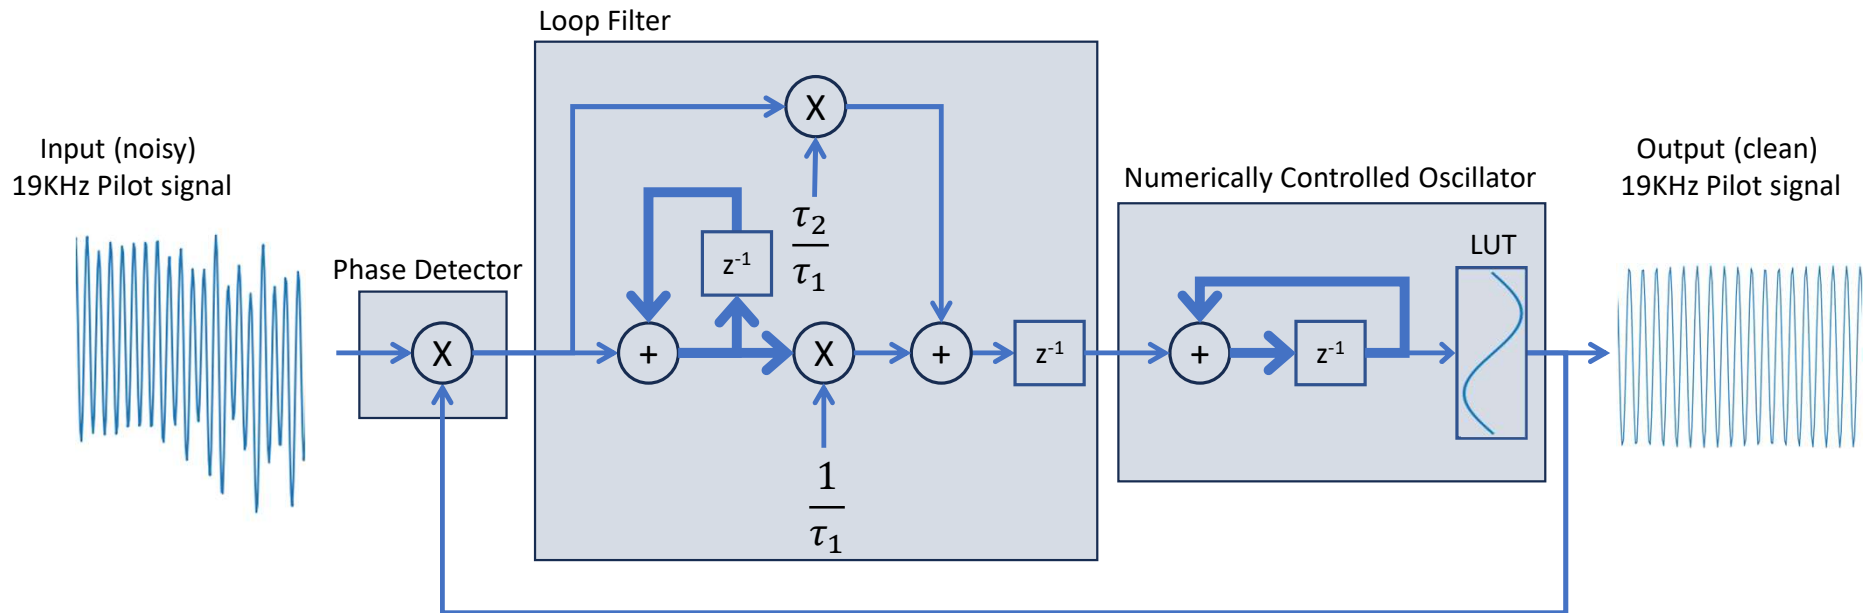 Loop Filter
X
Input (noisy)
19KHz Pilot signal
Output (clean)
19KHz Pilot signal
Numerically Controlled Oscillator
τ₂
τ₁
z⁻¹
LUT
Phase Detector
X
+
X
+
z⁻¹
+
z⁻¹
1
τ₁